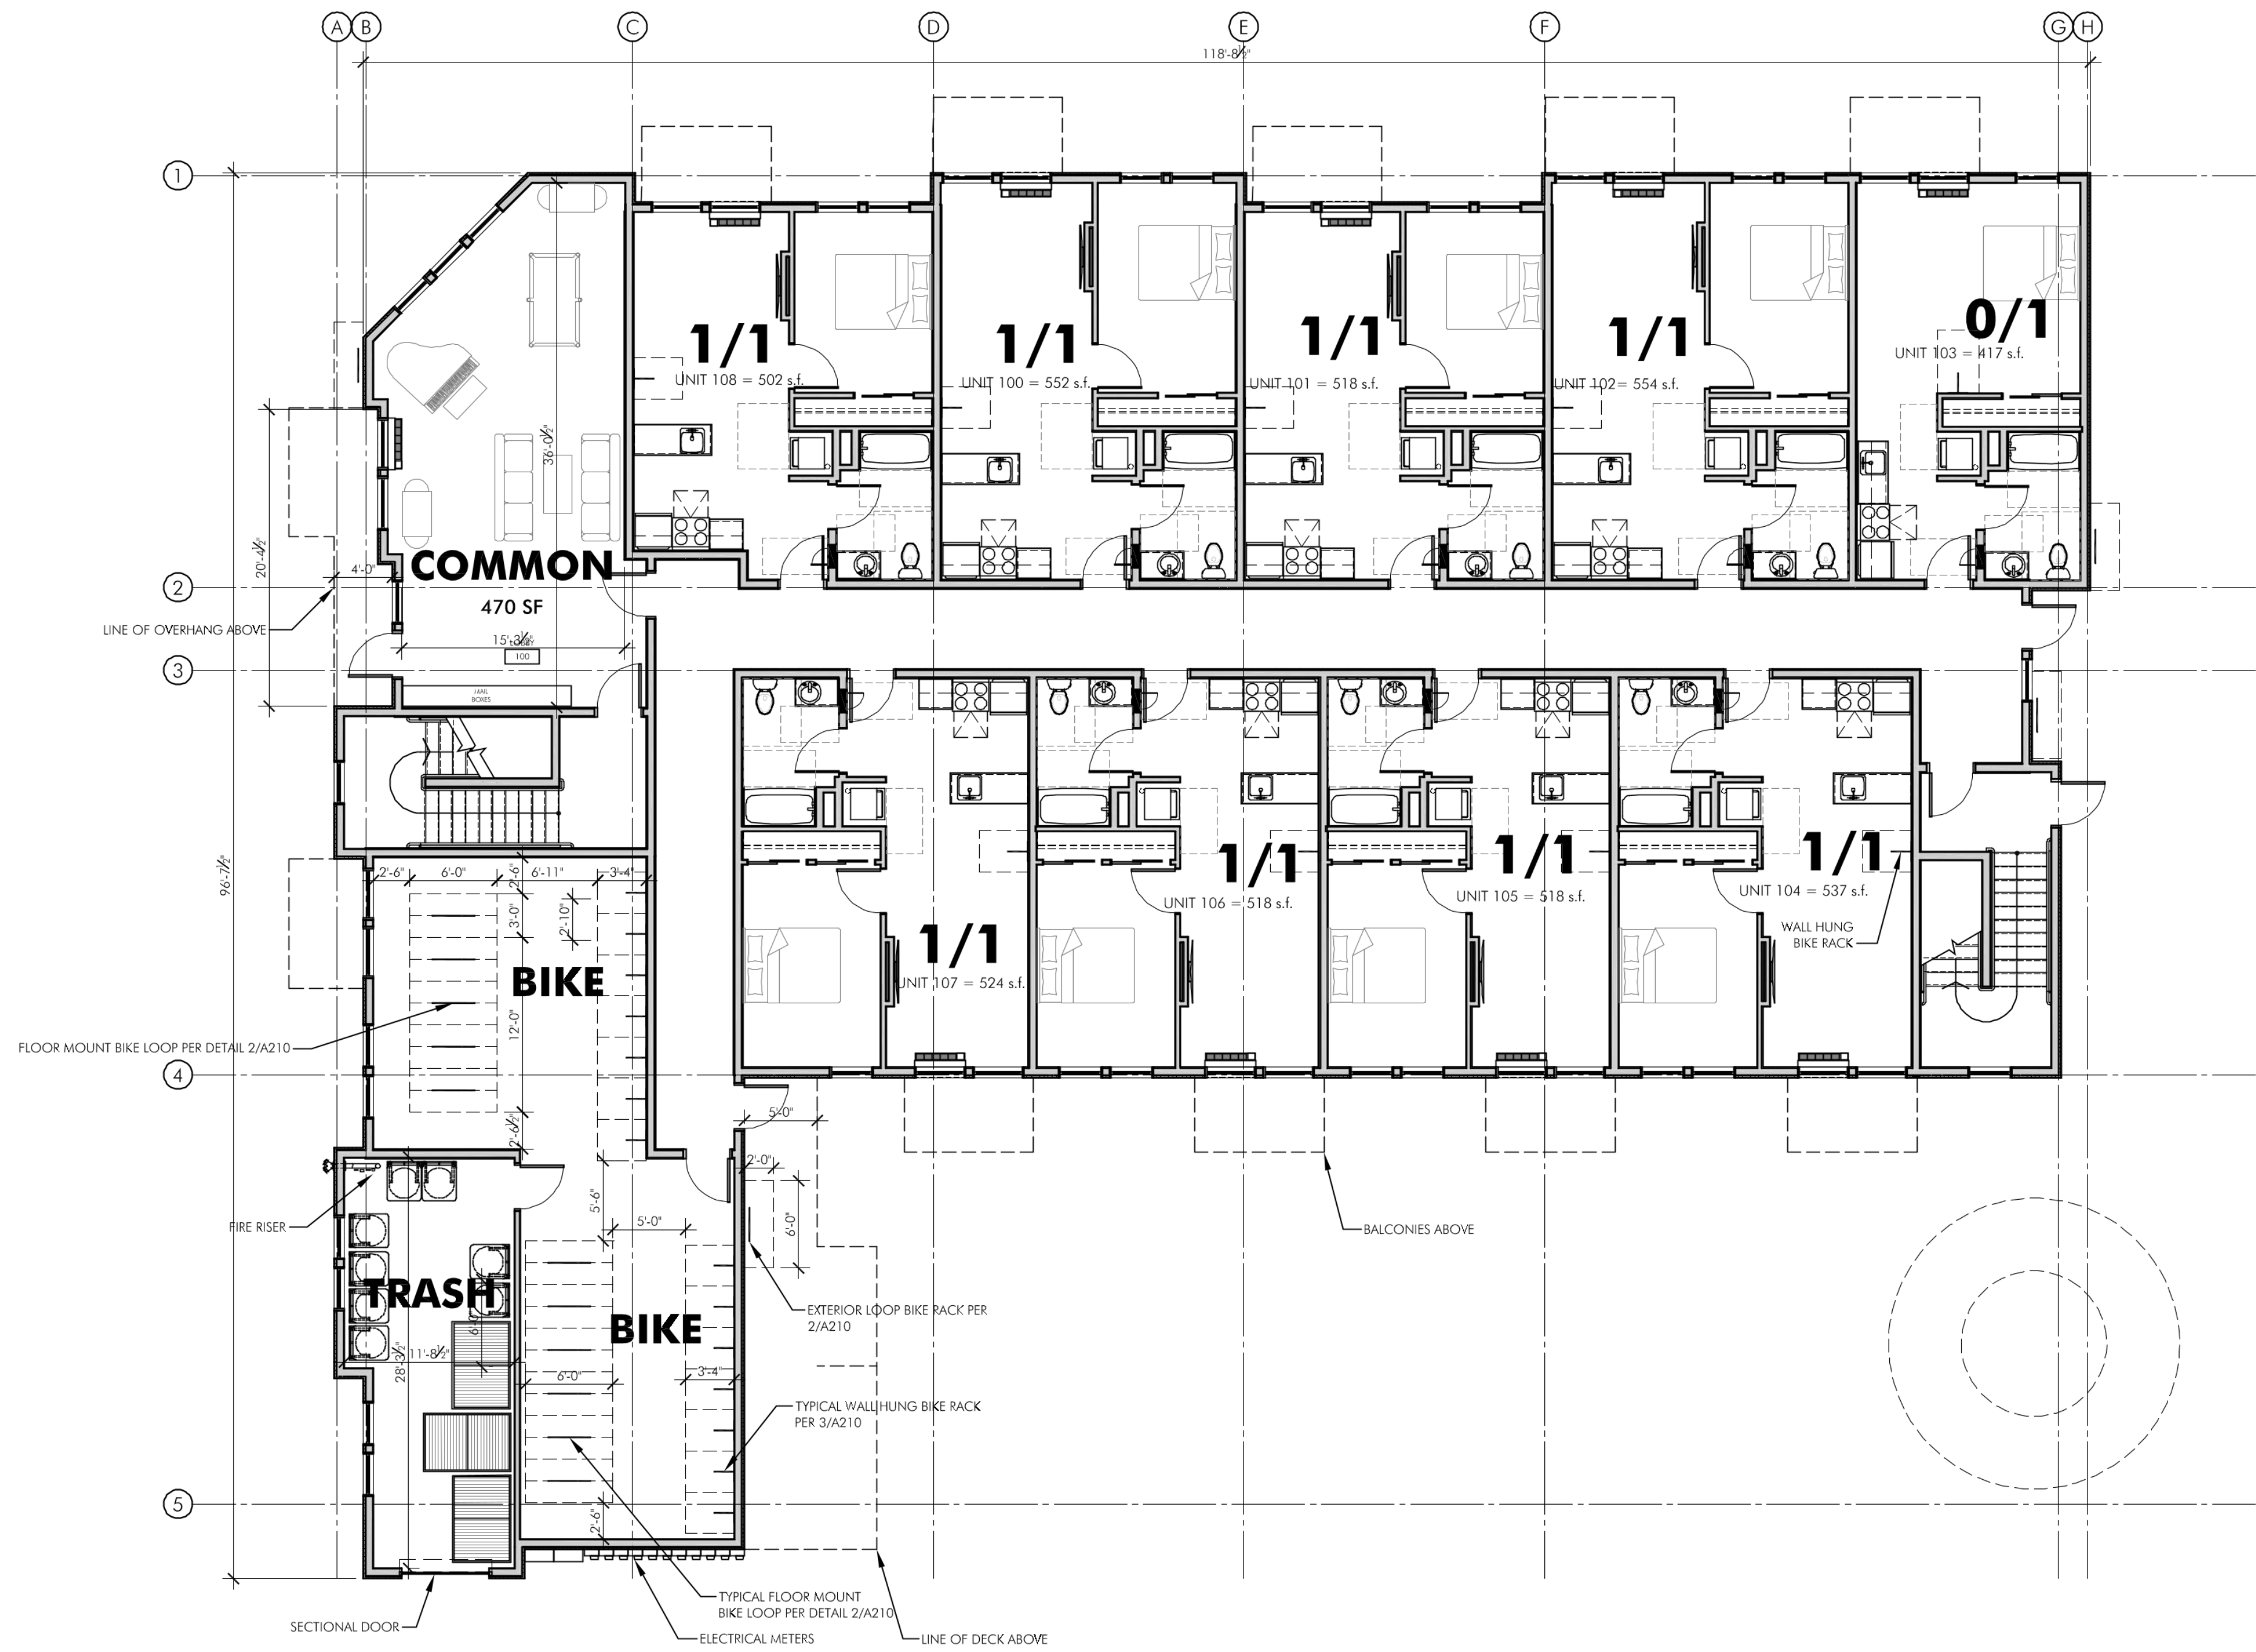 A B C D E F G H
118'-8½"
1
1/1
UNIT 108 = 502 s.f.
1/1
UNIT 100 = 552 s.f.
1/1
UNIT 101 = 518 s.f.
1/1
UNIT 102= 554 s.f.
0/1
UNIT 103 = 417 s.f.
36'-0½"
20'-4½"
4'-0"
COMMON
470 SF
2
LINE OF OVERHANG ABOVE
15'-3½"
100
3
MAIL
BOXES
96'-7½"
2'-6" 6'-0" 2'-6" 6'-11" 3'-4"
3'-0"
2'-10"
BIKE
12'-0"
FLOOR MOUNT BIKE LOOP PER DETAIL 2/A210
4
2'-6½"
1/1
UNIT 107 = 524 s.f.
1/1
UNIT 106 = 518 s.f.
1/1
UNIT 105 = 518 s.f.
1/1
UNIT 104 = 537 s.f.
WALL HUNG
BIKE RACK
5'-0"
2'-0"
6'-0"
5'-6"
5'-0"
FIRE RISER
BALCONIES ABOVE
TRASH
6'-0"
11'-8½"
28'-3½"
BIKE
EXTERIOR LOOP BIKE RACK PER
2/A210
6'-0"
3'-4"
TYPICAL WALL HUNG BIKE RACK
PER 3/A210
5
2'-6"
SECTIONAL DOOR
TYPICAL FLOOR MOUNT
BIKE LOOP PER DETAIL 2/A210
ELECTRICAL METERS
LINE OF DECK ABOVE